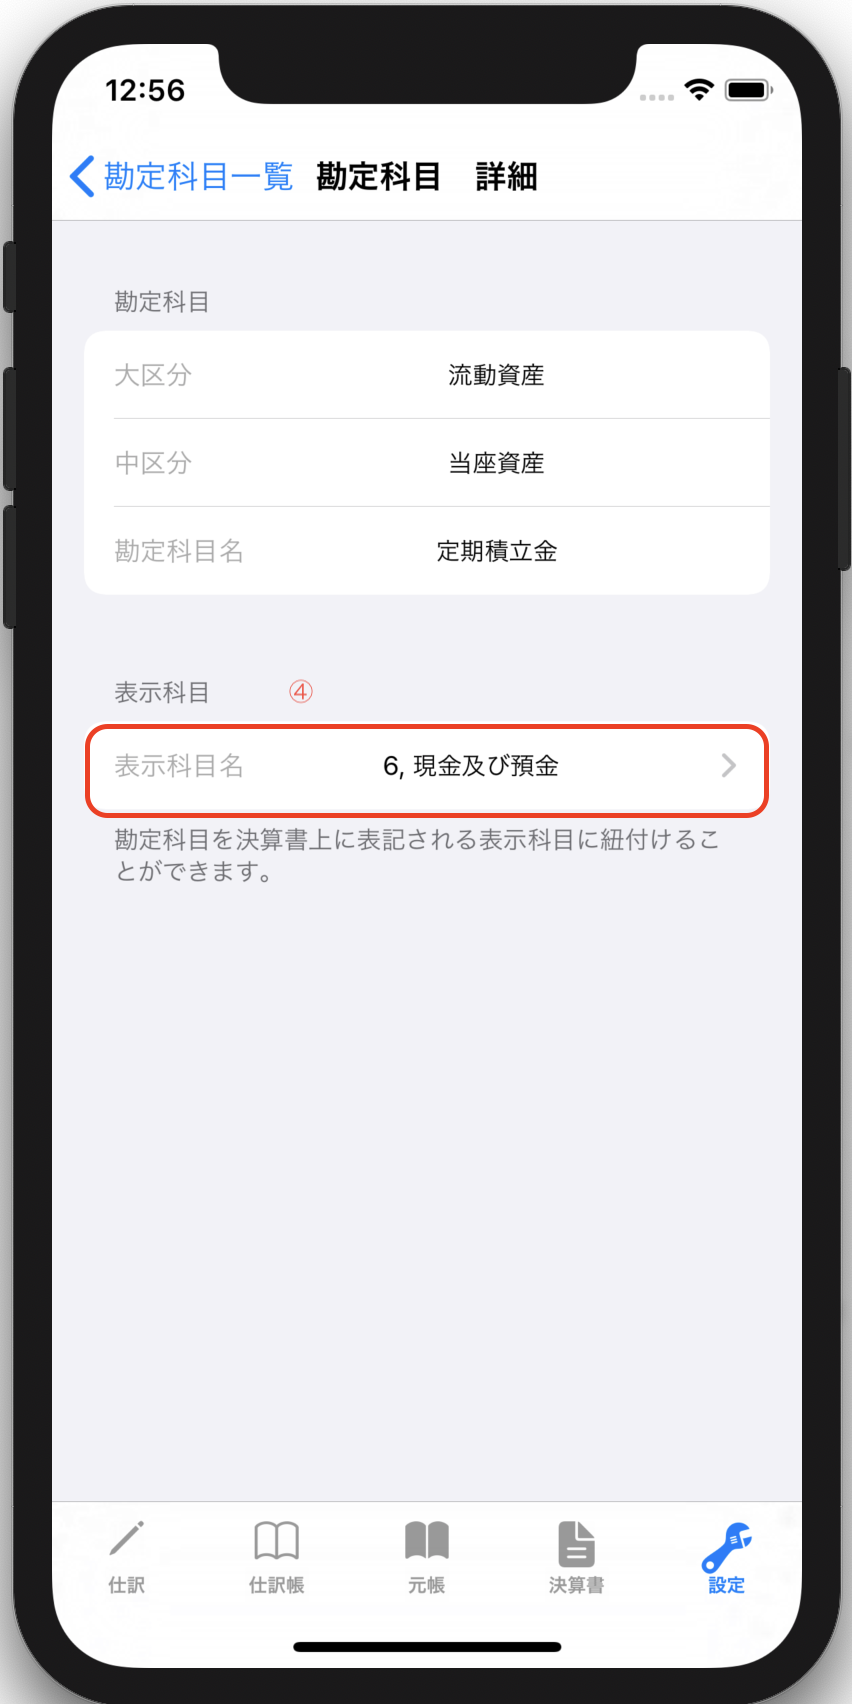 12:56
勘定科目一覧 勘定科目 詳細
勘定科目
大区分 流動資産
中区分 当座資産
勘定科目名 定期積立金
表示科目 ④
表示科目名 6, 現金及び預金
勘定科目を決算書上に表記される表示科目に紐付けるこ
とができます。
仕訳 仕訳帳 元帳 決算書 設定